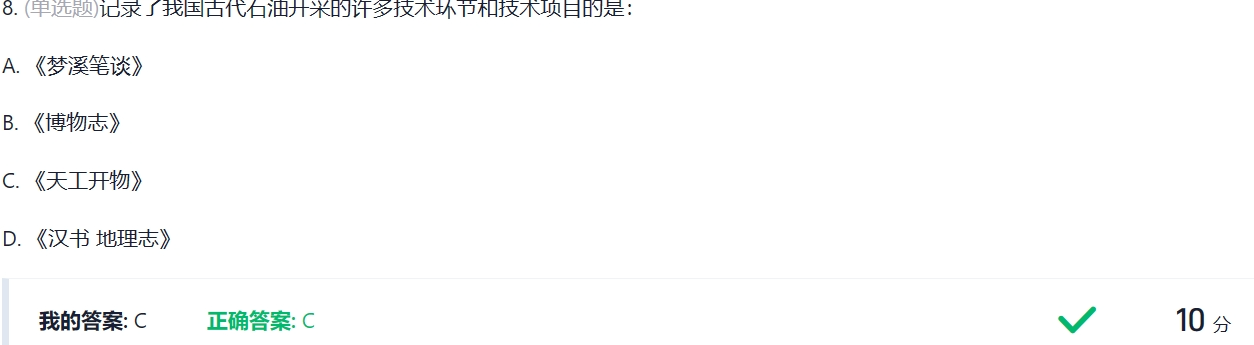 8. (单选题)记录了我国古代石油开采的许多技术环节和技术项目的是：
A. 《梦溪笔谈》
B. 《博物志》
C. 《天工开物》
D. 《汉书 地理志》
我的答案: C 正确答案: C 10 分